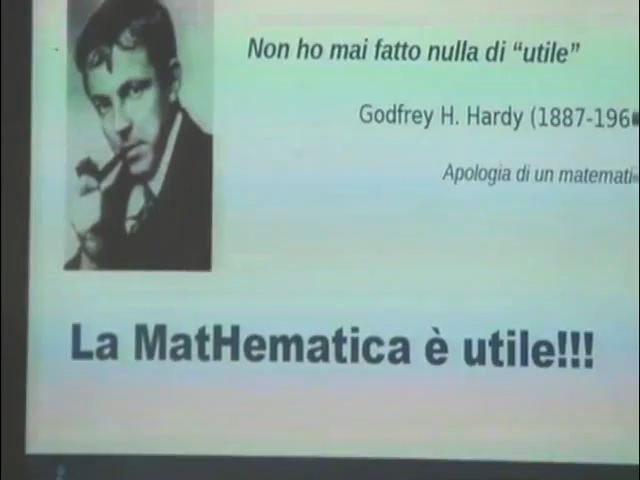 Non ho mai fatto nulla di “utile”
Godfrey H. Hardy (1887-196
Apologia di un matemati
La MatHematica è utile!!!